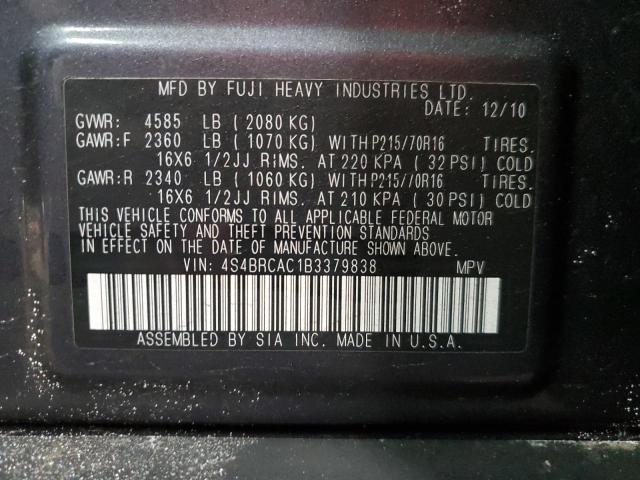 MFD BY FUJI HEAVY INDUSTRIES LTD.
DATE: 12/10
GVWR: 4585 LB ( 2080 KG)
GAWR:F 2360 LB ( 1070 KG) WITH P215/70R16 TIRES.
16X6 1/2JJ RIMS. AT 220 KPA ( 32 PSI) COLD
GAWR:R 2340 LB ( 1060 KG) WITH P215/70R16 TIRES.
16X6 1/2JJ RIMS. AT 210 KPA ( 30 PSI) COLD
THIS VEHICLE CONFORMS TO ALL APPLICABLE FEDERAL MOTOR
VEHICLE SAFETY AND THEFT PREVENTION STANDARDS
IN EFFECT ON THE DATE OF MANUFACTURE SHOWN ABOVE.
VIN: 4S4BRCAC1B3379838 MPV
ASSEMBLED BY SIA INC. MADE IN U.S.A.